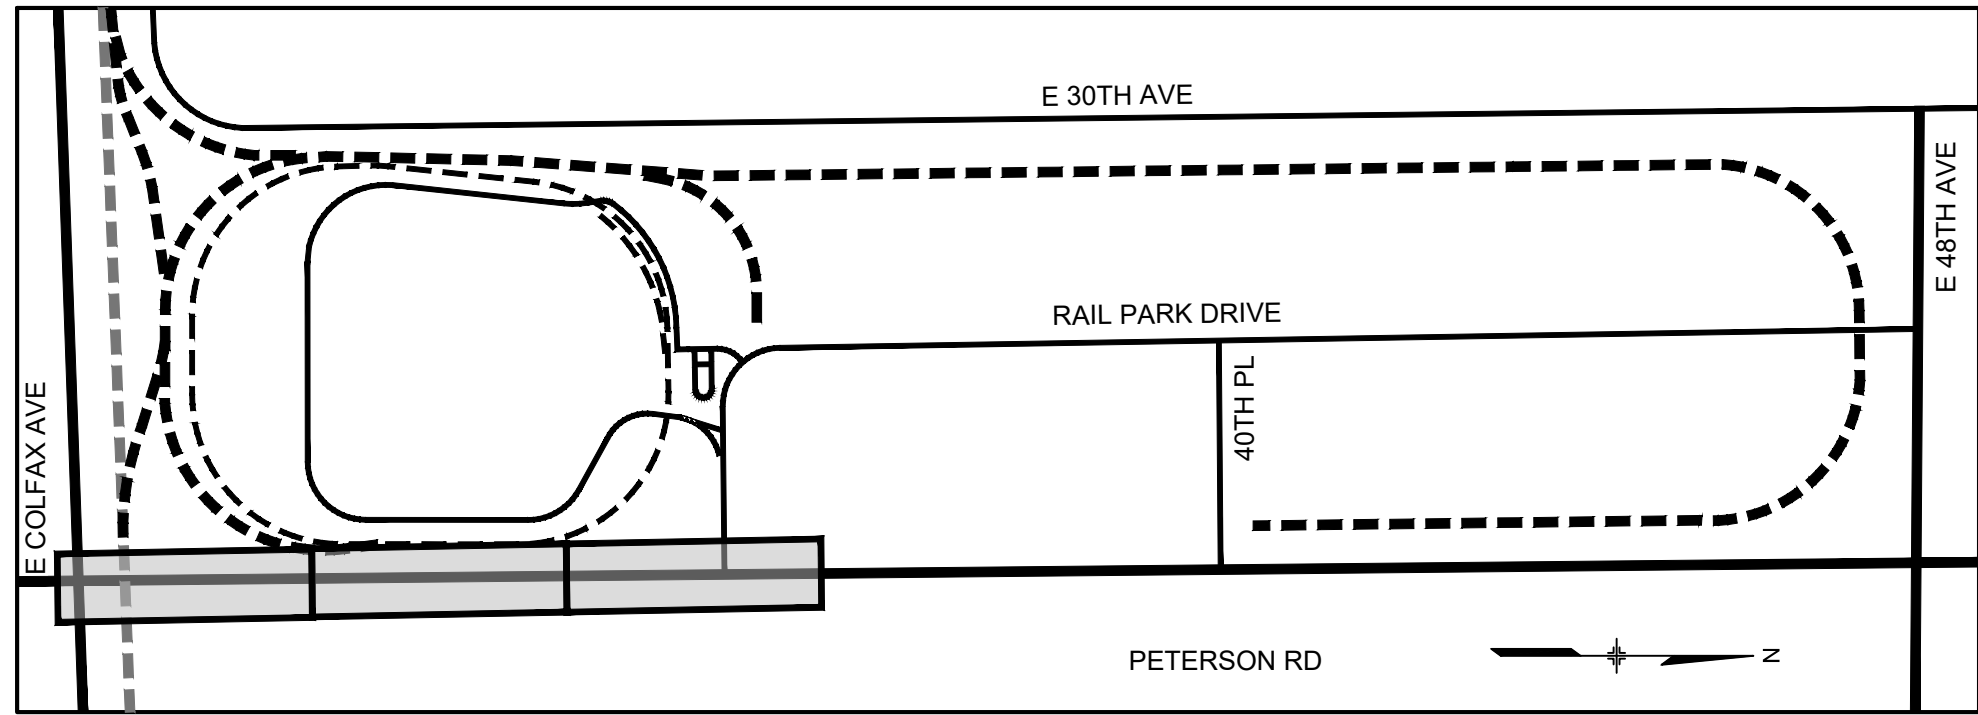 E 30TH AVE
E 48TH AVE
RAIL PARK DRIVE
40TH PL
E COLFAX AVE
PETERSON RD
N